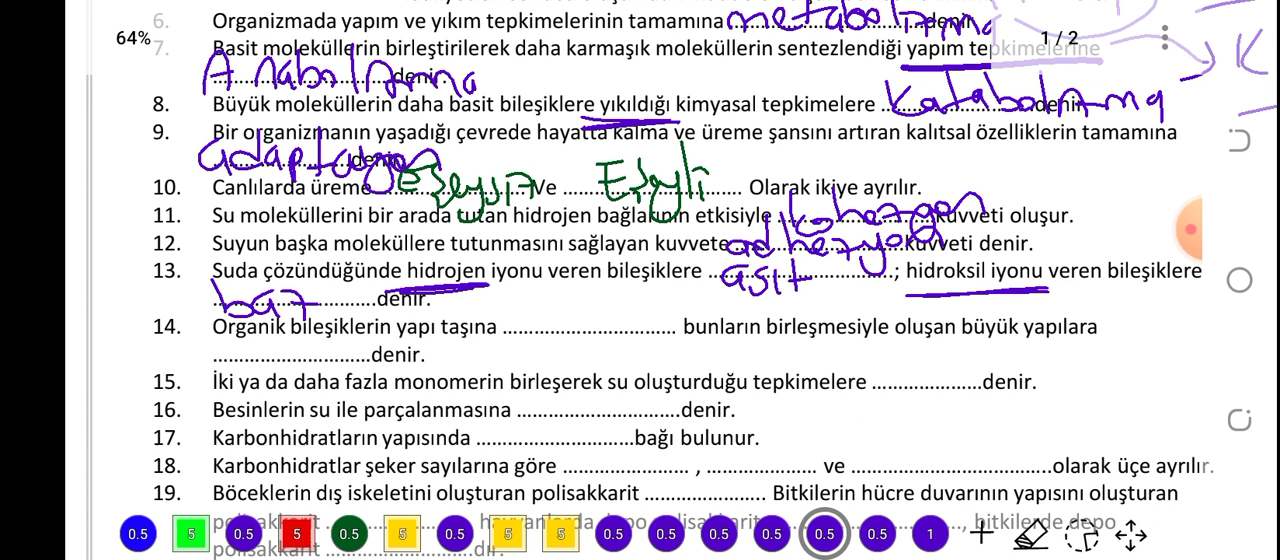 6. Organizmada yapım ve yıkım tepkimelerinin tamamına metabolizma denir
64%
1 / 2
7. Basit moleküllerin birleştirilerek daha karmaşık moleküllerin sentezlendiği yapım tepkimelerine
Anabolizma denir.
8. Büyük moleküllerin daha basit bileşiklere yıkıldığı kimyasal tepkimelere Katabolizma denir
9. Bir organizmanın yaşadığı çevrede hayatta kalma ve üreme şansını artıran kalıtsal özelliklerin tamamına
adaptasyon denir.
10. Canlılarda üreme Eşeysiz Ve ......... Eşeyli ......... Olarak ikiye ayrılır.
11. Su moleküllerini bir arada tutan hidrojen bağlarının etkisiyle kohezyon kuvveti oluşur.
12. Suyun başka moleküllere tutunmasını sağlayan kuvvete adhezyon kuvveti denir.
13. Suda çözündüğünde hidrojen iyonu veren bileşiklere asit ; hidroksil iyonu veren bileşiklere
baz denir.
14. Organik bileşiklerin yapı taşına ................................ bunların birleşmesiyle oluşan büyük yapılara
.............................denir.
15. İki ya da daha fazla monomerin birleşerek su oluşturduğu tepkimelere ....................denir.
16. Besinlerin su ile parçalanmasına ..............................denir.
17. Karbonhidratların yapısında .............................bağı bulunur.
18. Karbonhidratlar şeker sayılarına göre ....................... , .................... ve .....................................olarak üçe ayrılır.
19. Böceklerin dış iskeletini oluşturan polisakkarit ...................... Bitkilerin hücre duvarının yapısını oluşturan
polisakkarit ................. hayvanlarda depo polisakkarit ................., bitkilerde depo
polisakkarit ...........................dır.
0.5 5 0.5 5 0.5 5 0.5 5 5 0.5 0.5 0.5 0.5 0.5 0.5 1